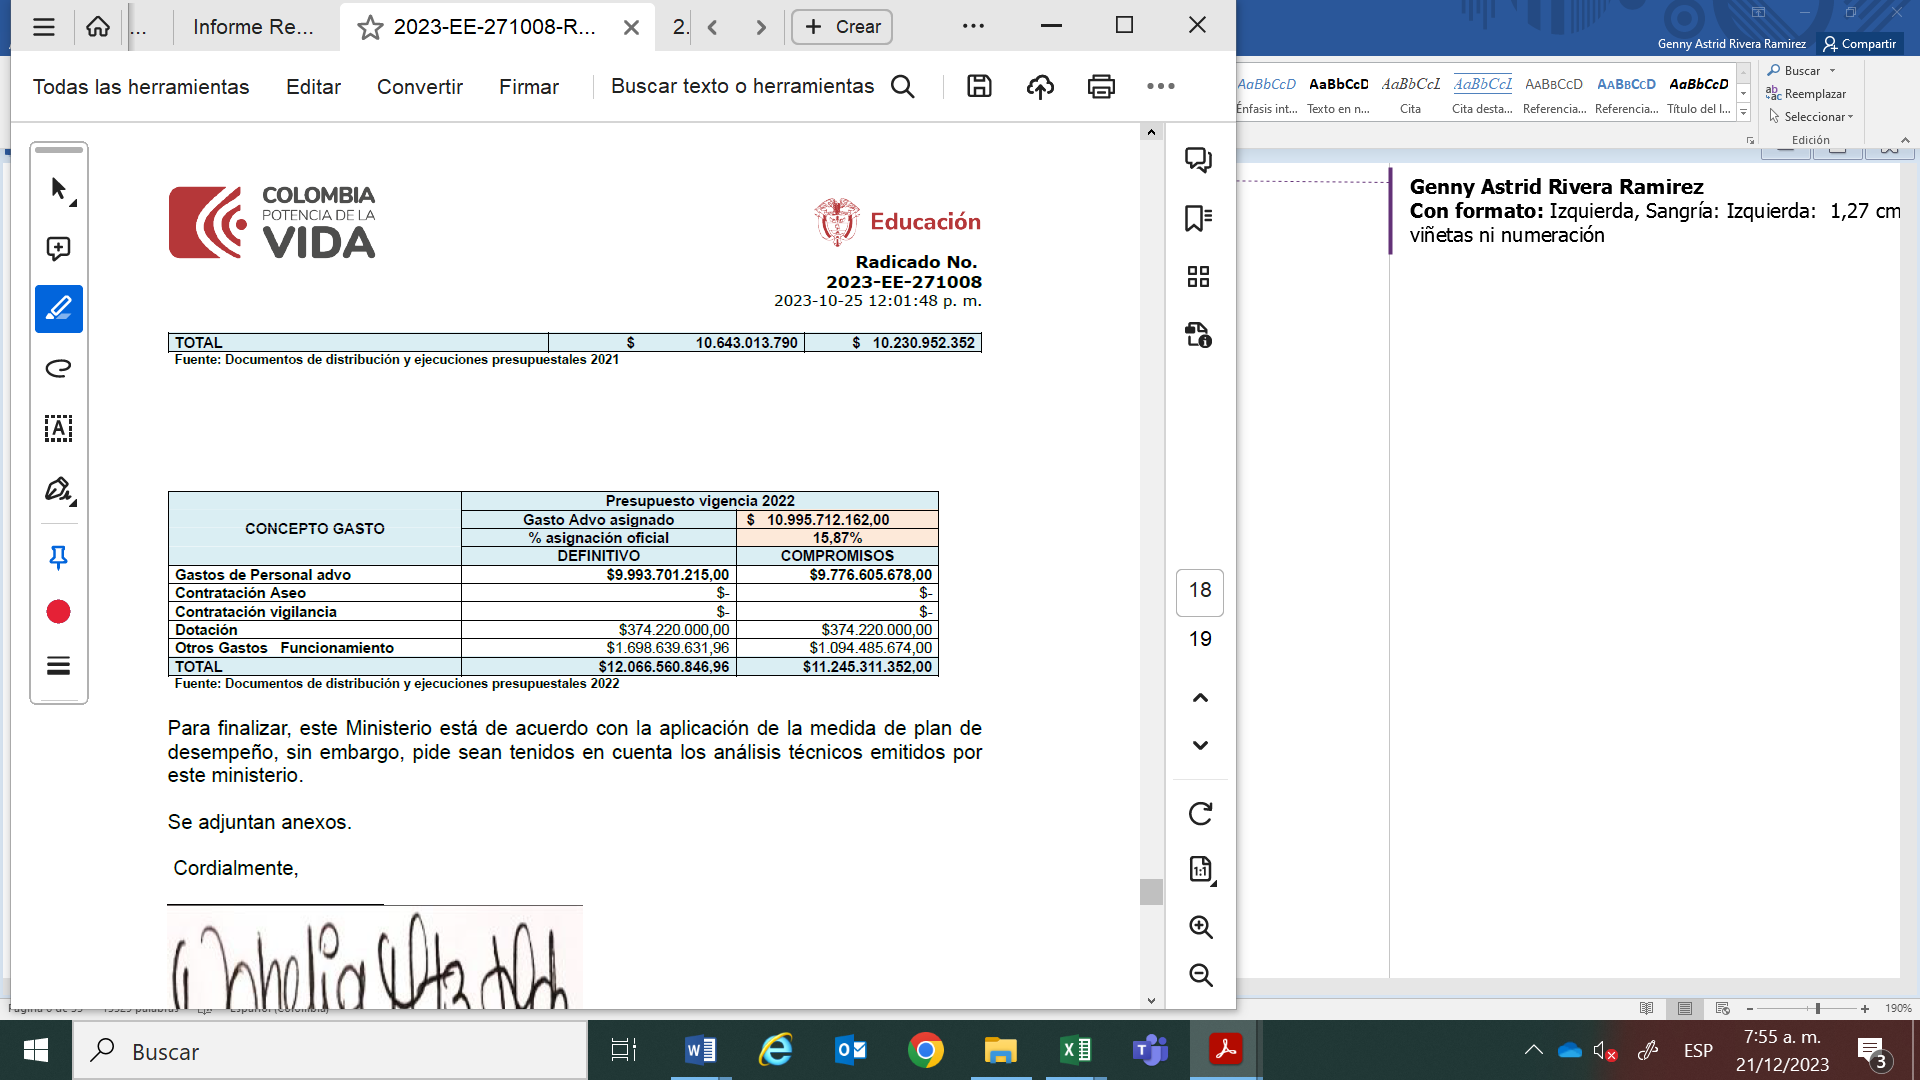 ... Informe Re... 2023-EE-271008-R... 2. + Crear
Todas las herramientas Editar Convertir Firmar Buscar texto o herramientas
COLOMBIA
POTENCIA DE LA
VIDA
Educación
Radicado No.
2023-EE-271008
2023-10-25 12:01:48 p. m.
TOTAL $ 10.643.013.790 $ 10.230.952.352
Fuente: Documentos de distribución y ejecuciones presupuestales 2021
CONCEPTO GASTO
Presupuesto vigencia 2022
Gasto Advo asignado $ 10.995.712.162,00
% asignación oficial 15,87%
DEFINITIVO COMPROMISOS
Gastos de Personal advo $9.993.701.215,00 $9.776.605.678,00
Contratación Aseo $- $-
Contratación vigilancia $- $-
Dotación $374.220.000,00 $374.220.000,00
Otros Gastos Funcionamiento $1.698.639.631,96 $1.094.485.674,00
TOTAL $12.066.560.846,96 $11.245.311.352,00
Fuente: Documentos de distribución y ejecuciones presupuestales 2022
Para finalizar, este Ministerio está de acuerdo con la aplicación de la medida de plan de
desempeño, sin embargo, pide sean tenidos en cuenta los análisis técnicos emitidos por
este ministerio.
Se adjuntan anexos.
Cordialmente,
18
19
1:1
Genny Astrid Rivera Ramirez Compartir
AaBbCcD AaBbCcD AaBbCcL AaBbCcL AABBCCD AABBCCD AaBbCcD
Énfasis int... Texto en n... Cita Cita desta... Referencia... Referencia... Título del l...
Buscar
Reemplazar
Seleccionar
Edición
Genny Astrid Rivera Ramirez
Con formato: Izquierda, Sangría: Izquierda: 1,27 cm
viñetas ni numeración
190%
Buscar
ESP
7:55 a. m.
21/12/2023
3